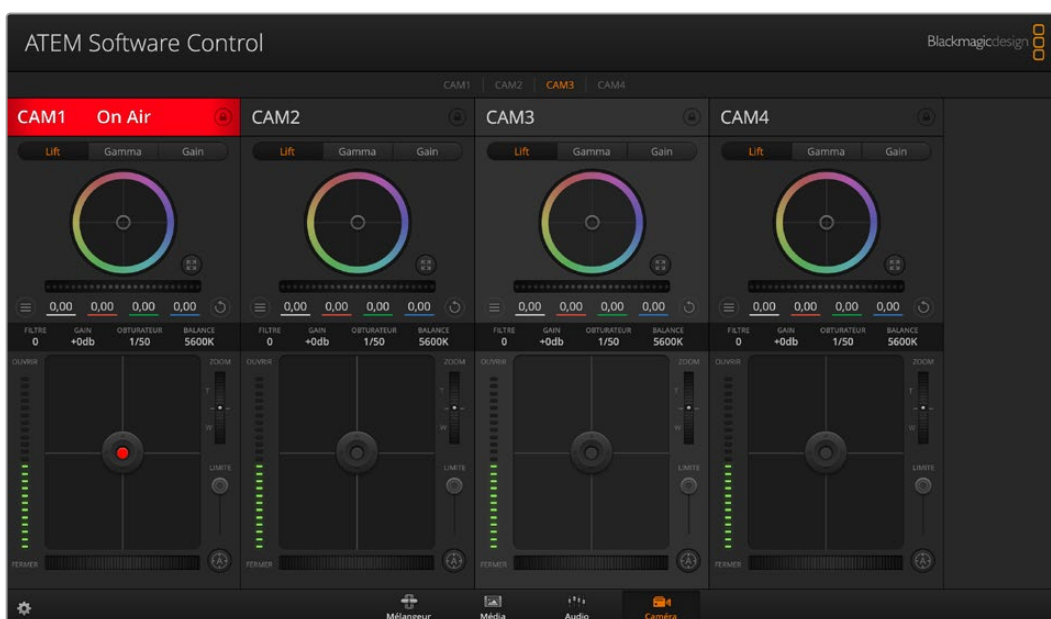 ATEM Software Control
Blackmagicdesign
CAM1 CAM2 CAM3 CAM4
CAM1 On Air CAM2 CAM3 CAM4
Lift Gamma Gain Lift Gamma Gain Lift Gamma Gain Lift Gamma Gain
0,00 0,00 0,00 0,00 0,00 0,00 0,00 0,00 0,00 0,00 0,00 0,00 0,00 0,00 0,00 0,00
FILTRE GAIN OBTURATEUR BALANCE FILTRE GAIN OBTURATEUR BALANCE FILTRE GAIN OBTURATEUR BALANCE FILTRE GAIN OBTURATEUR BALANCE
0 +0db 1/50 5600K 0 +0db 1/50 5600K 0 +0db 1/50 5600K 0 +0db 1/50 5600K
OUVRIR ZOOM OUVRIR ZOOM OUVRIR ZOOM OUVRIR ZOOM
T T T T
W W W W
LIMITE LIMITE LIMITE LIMITE
A A A A
FERMER FERMER FERMER FERMER
Mélangeur Média Audio Caméra